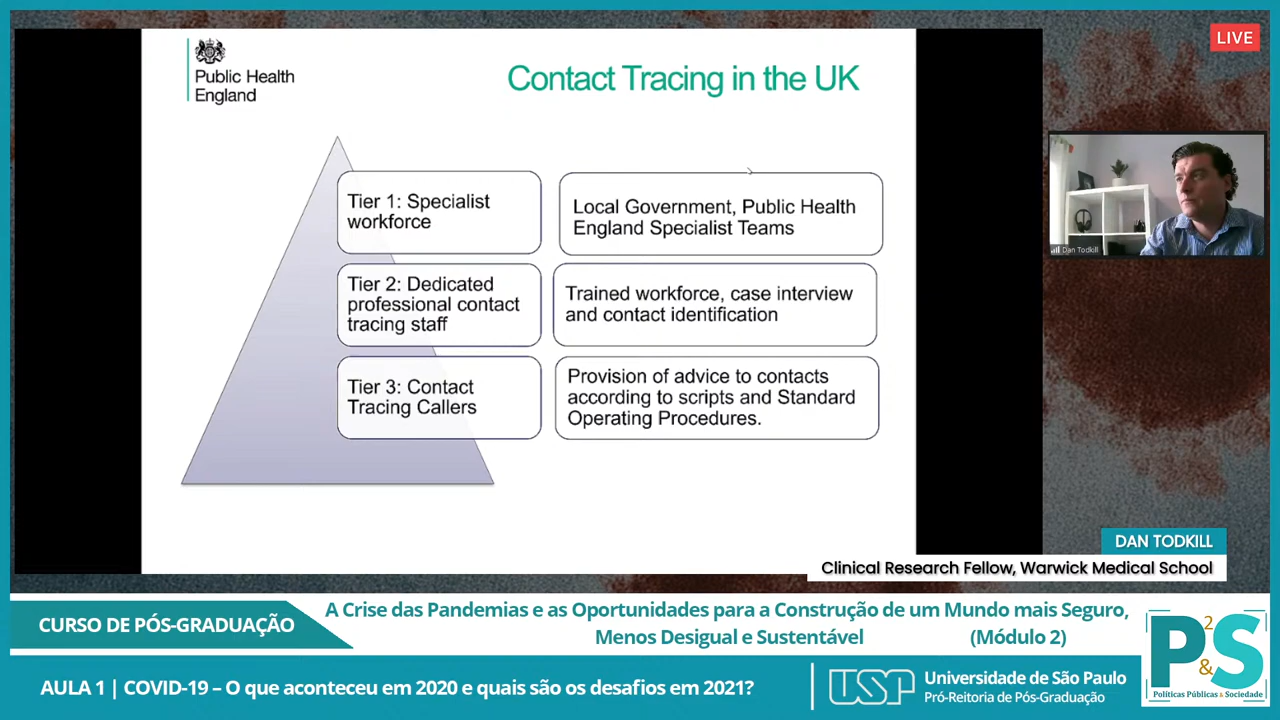 LIVE
Public Health
England
Contact Tracing in the UK
Tier 1: Specialist
workforce
Local Government, Public Health
England Specialist Teams
Tier 2: Dedicated
professional contact
tracing staff
Trained workforce, case interview
and contact identification
Tier 3: Contact
Tracing Callers
Provision of advice to contacts
according to scripts and Standard
Operating Procedures.
Dan Todkill
DAN TODKILL
Clinical Research Fellow, Warwick Medical School
CURSO DE PÓS-GRADUAÇÃO
A Crise das Pandemias e as Oportunidades para a Construção de um Mundo mais Seguro,
Menos Desigual e Sustentável (Módulo 2)
AULA 1 | COVID-19 – O que aconteceu em 2020 e quais são os desafios em 2021?
USP
Universidade de São Paulo
Pró-Reitoria de Pós-Graduação
P2&S
Políticas Públicas & Sociedade